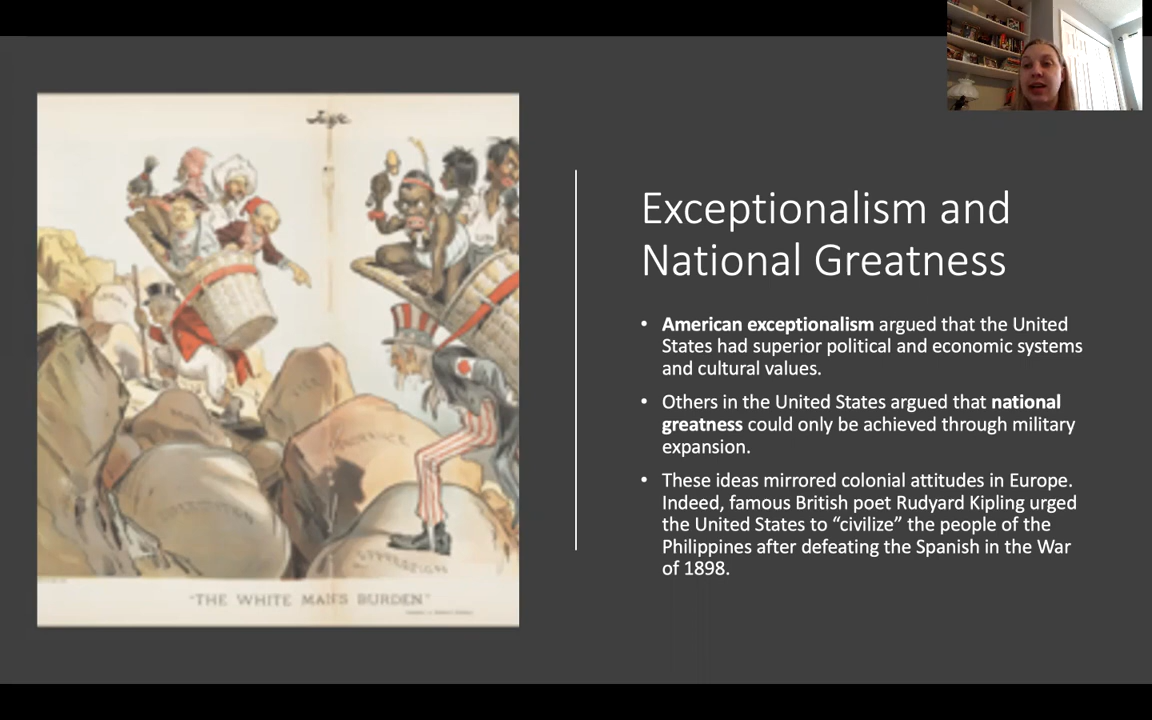 Judge
"THE WHITE MAN'S BURDEN"
Exceptionalism and
National Greatness
• American exceptionalism argued that the United
States had superior political and economic systems
and cultural values.
• Others in the United States argued that national
greatness could only be achieved through military
expansion.
• These ideas mirrored colonial attitudes in Europe.
Indeed, famous British poet Rudyard Kipling urged
the United States to “civilize” the people of the
Philippines after defeating the Spanish in the War
of 1898.